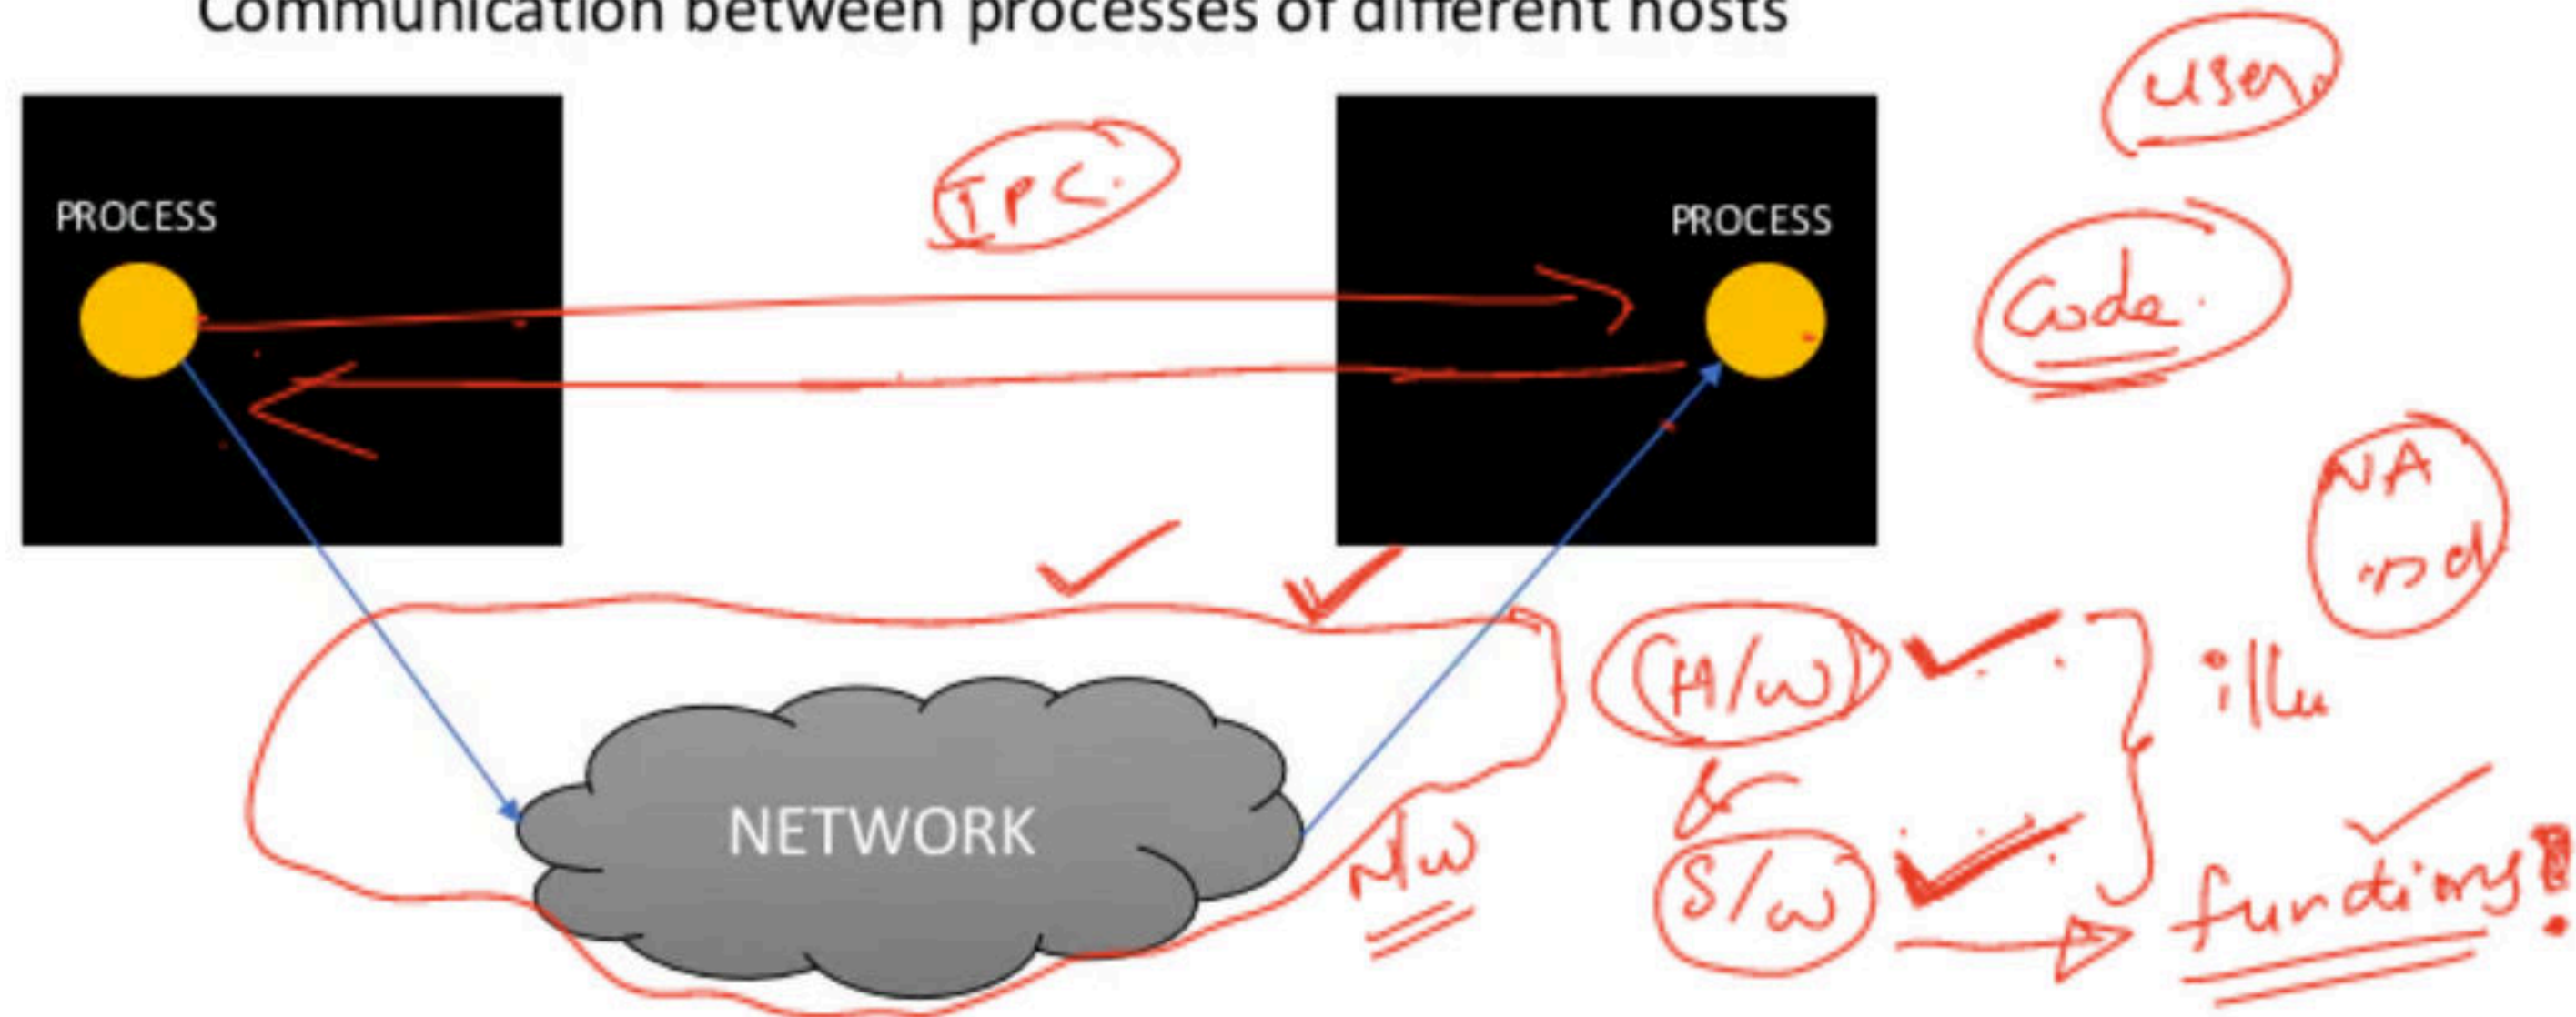 Communication between processes of different hosts
User
IPC.
PROCESS
PROCESS
Code.
NA
(H/W)
illu
&
NETWORK
N/W
S/W
functions!